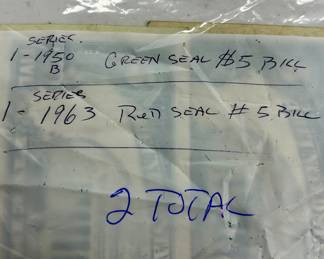 SERIES
1-1950 GREEN SEAL $5 BILL
B
SERIES
1-1963 RED SEAL #5 BILL
2 TOTAL